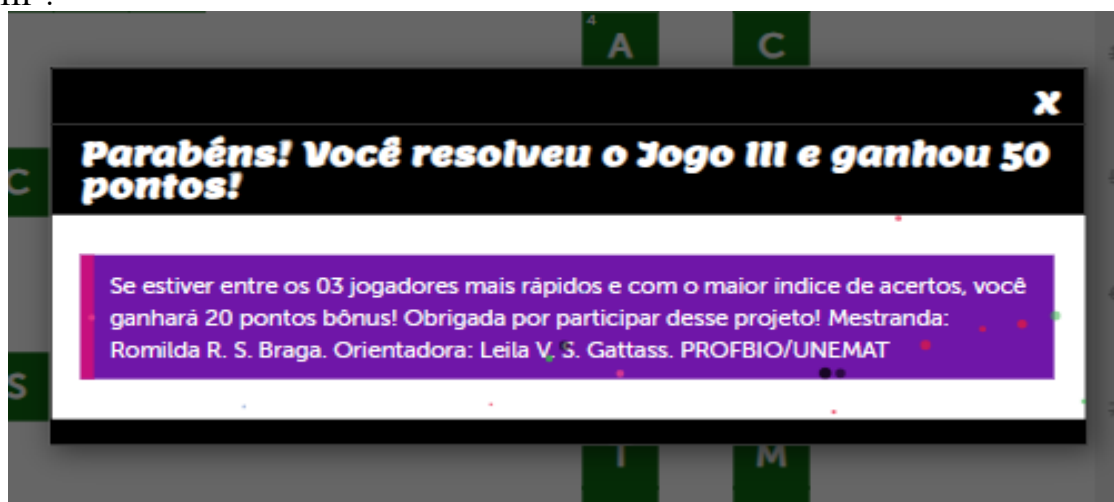 4
A C
x
Parabéns! Você resolveu o Jogo III e ganhou 50
pontos!
C
Se estiver entre os 03 jogadores mais rápidos e com o maior índice de acertos, você
ganhará 20 pontos bônus! Obrigada por participar desse projeto! Mestranda:
Romilda R. S. Braga. Orientadora: Leila V. S. Gattass. PROFBIO/UNEMAT
S
I M